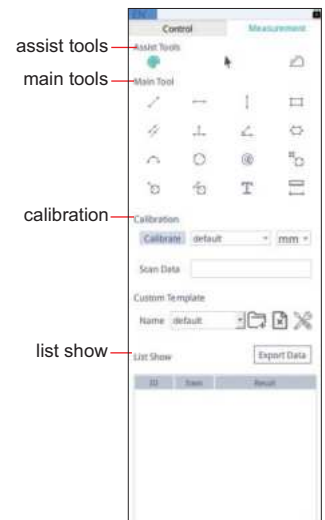 Control Measurement
assist tools
Assist Tools
main tools
Main Tool
T
calibration
Calibration
Calibrate default mm
Scan Data
Custom Template
Name default
list show
List Show Export Data
ID Item Result